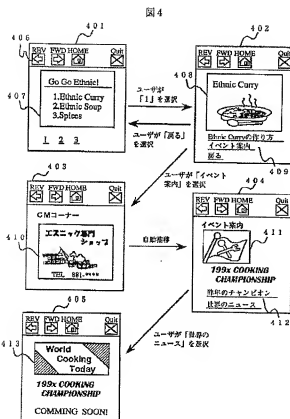 図4
401
402
406
REV FWD HOME Quit
Go Go Ethnic!
1.Ethnic Curry
2.Ethnic Soup
3.Spices
407
1 2 3
ユーザが
「1」を選択
ユーザが「戻る」
を選択
408
REV FWD HOME Quit
Ethnic Curry
Ethnic Curryの作り方
イベント案内
戻る
409
403
ユーザが「イベント
案内」を選択
404
REV FWD HOME Quit
CMコーナー
410
エスニック専門
ショップ
TEL 881-
自動推移
REV FWD HOME Quit
イベント案内
411
199x COOKING
CHAMPIONSHIP
昨年のチャンピオン
世界のニュース
412
405
ユーザが「世界の
ニュース」を選択
REV FWD HOME Quit
413
World
Cooking
Today
199x COOKING
CHAMPIONSHIP
COMMING SOON!